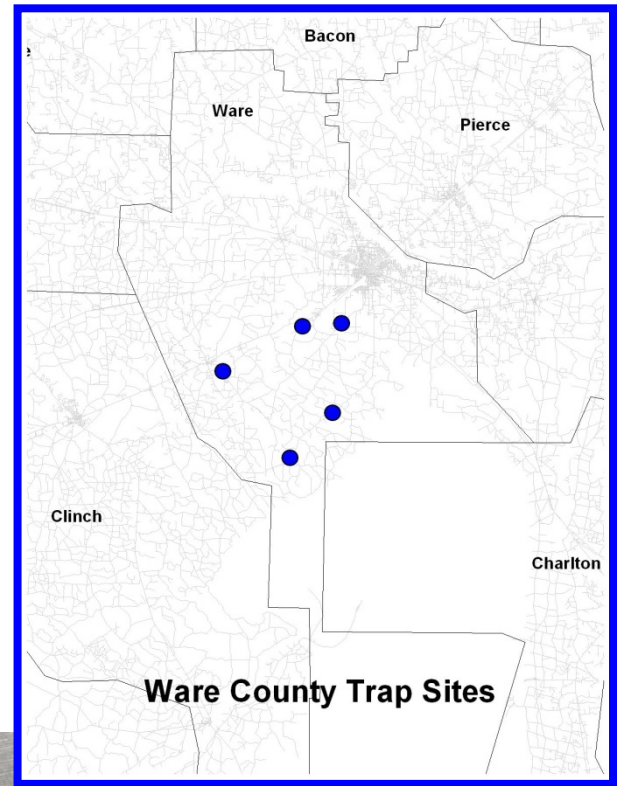 Bacon
Ware
Pierce
Clinch
Charlton
Ware County Trap Sites